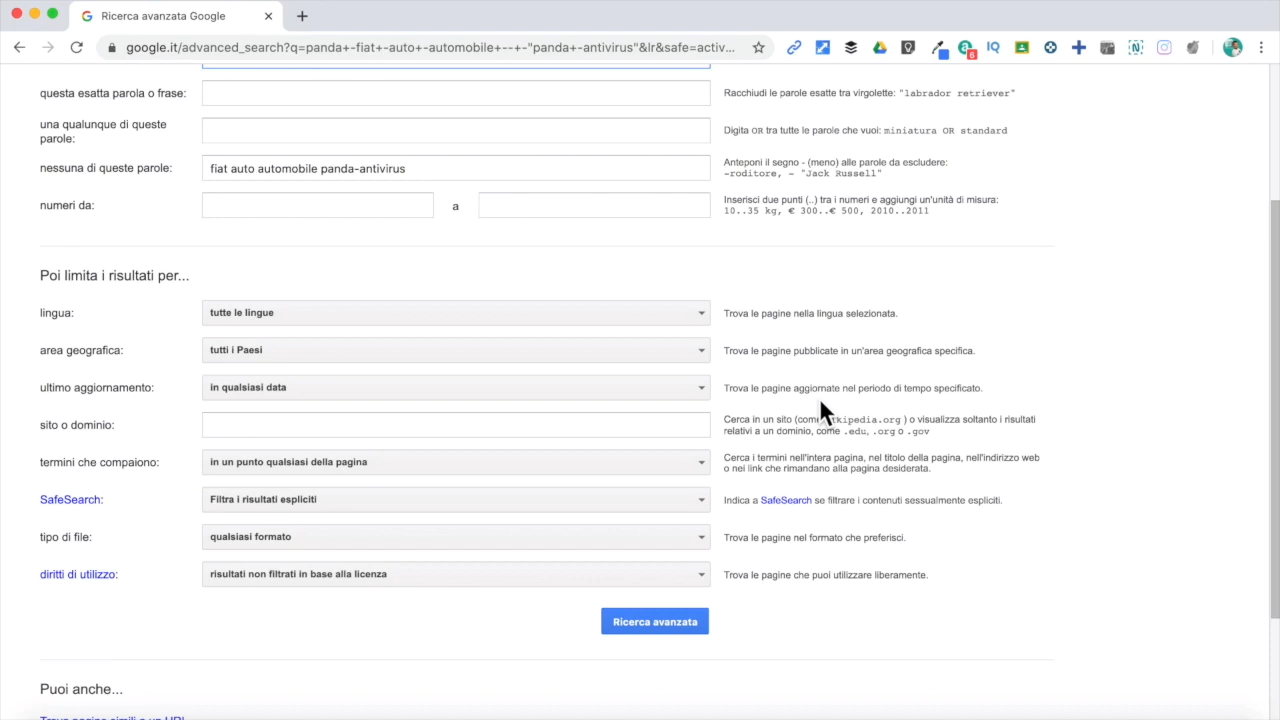 Ricerca avanzata Google
google.it/advanced_search?q=panda+-fiat+-auto+-automobile+--+-"panda+-antivirus"&lr&safe=activ...
6
IQ
N
questa esatta parola o frase:
Racchiudi le parole esatte tra virgolette: "labrador retriever"
una qualunque di queste
parole:
Digita OR tra tutte le parole che vuoi: miniatura OR standard
nessuna di queste parole:
fiat auto automobile panda-antivirus
Anteponi il segno - (meno) alle parole da escludere:
-roditore, - "Jack Russell"
numeri da:
a
Inserisci due punti (..) tra i numeri e aggiungi un'unità di misura:
10..35 kg, € 300..€ 500, 2010..2011
Poi limita i risultati per...
lingua:
tutte le lingue
Trova le pagine nella lingua selezionata.
area geografica:
tutti i Paesi
Trova le pagine pubblicate in un'area geografica specifica.
ultimo aggiornamento:
in qualsiasi data
Trova le pagine aggiornate nel periodo di tempo specificato.
sito o dominio:
Cerca in un sito (come kipedia.org ) o visualizza soltanto i risultati
relativi a un dominio, come .edu, .org o .gov
termini che compaiono:
in un punto qualsiasi della pagina
Cerca i termini nell'intera pagina, nel titolo della pagina, nell'indirizzo web
o nei link che rimandano alla pagina desiderata.
SafeSearch:
Filtra i risultati espliciti
Indica a SafeSearch se filtrare i contenuti sessualmente espliciti.
tipo di file:
qualsiasi formato
Trova le pagine nel formato che preferisci.
diritti di utilizzo:
risultati non filtrati in base alla licenza
Trova le pagine che puoi utilizzare liberamente.
Ricerca avanzata
Puoi anche...
Trova pagine simili a un URL